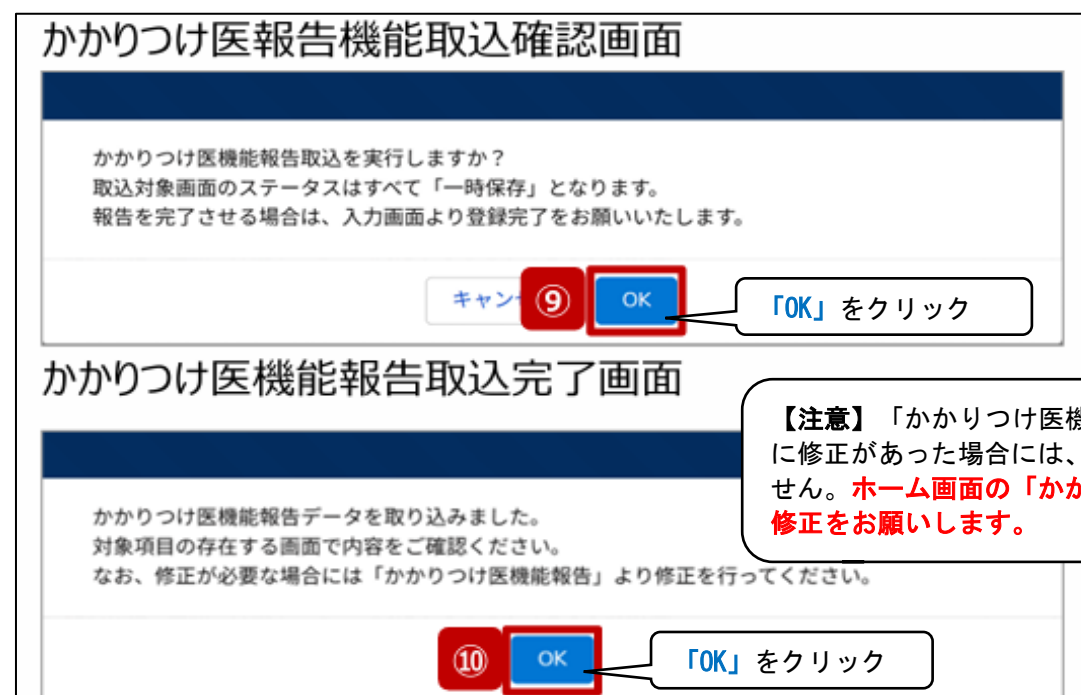 かかりつけ医報告機能取込確認画面
かかりつけ医機能報告取込を実行しますか？
取込対象画面のステータスはすべて「一時保存」となります。
報告を完了させる場合は、入力画面より登録完了をお願いいたします。
キャン
⑨
OK
「OK」をクリック
かかりつけ医機能報告取込完了画面
【注意】「かかりつけ医機
に修正があった場合には、
せん。ホーム画面の「かか
修正をお願いします。
かかりつけ医機能報告データを取り込みました。
対象項目の存在する画面で内容をご確認ください。
なお、修正が必要な場合には「かかりつけ医機能報告」より修正を行ってください。
⑩
OK
「OK」をクリック